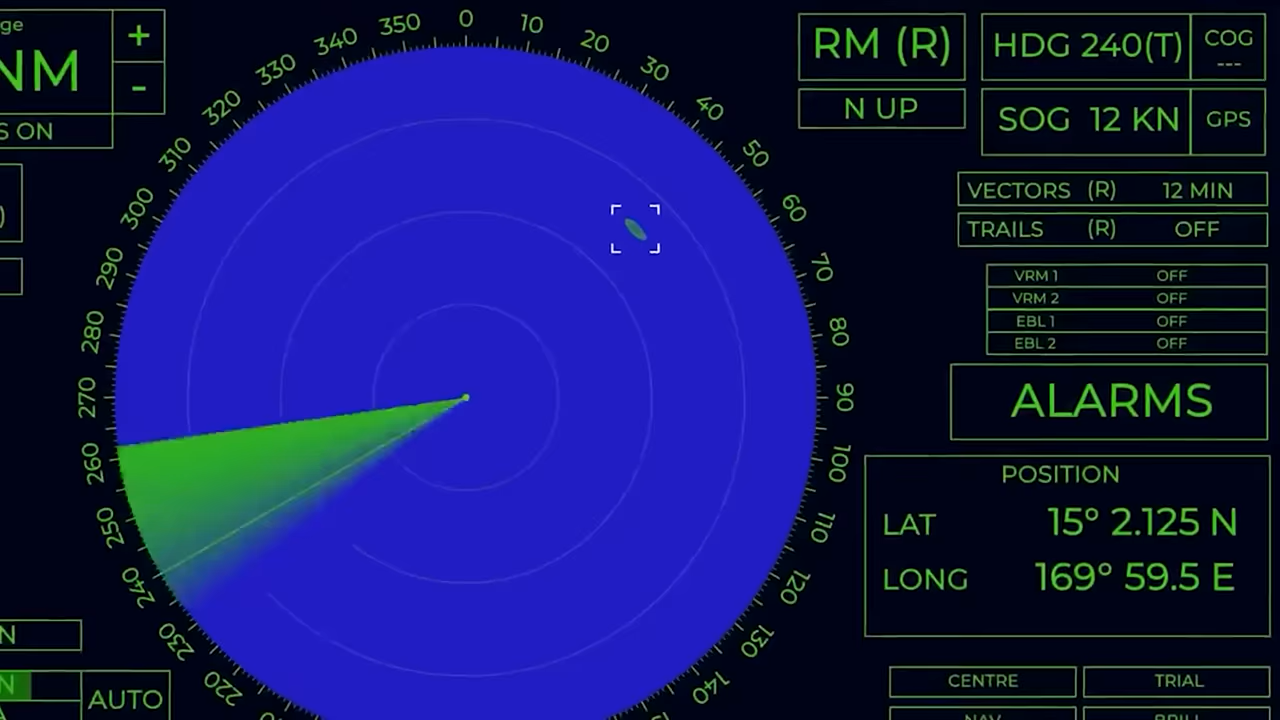 ge
NM
+
-
S ON
)
N
N
AUTO
0
10
20
30
40
50
60
70
80
90
100
110
120
130
140
220
230
240
250
260
270
280
290
300
310
320
330
340
350
RM (R)
N UP
HDG 240(T)
COG
---
SOG 12 KN
GPS
VECTORS (R) 12 MIN
TRAILS (R) OFF
VRM 1 OFF
VRM 2 OFF
EBL 1 OFF
EBL 2 OFF
ALARMS
POSITION
LAT 15° 2.125 N
LONG 169° 59.5 E
CENTRE
TRIAL